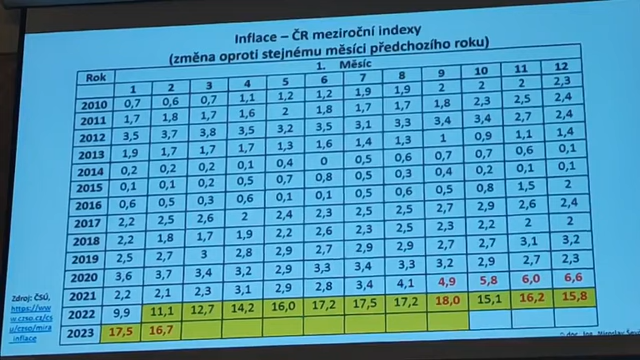 Inflace – ČR meziroční indexy
(změna oproti stejnému měsíci předchozího roku)
Rok 1. Měsíc
1 2 3 4 5 6 7 8 9 10 11 12
2010 0,7 0,6 0,7 1,1 1,2 1,2 1,9 1,9 2 2 2 2,3
2011 1,7 1,8 1,7 1,6 2 1,8 1,7 1,7 1,8 2,3 2,5 2,4
2012 3,5 3,7 3,8 3,5 3,2 3,5 3,1 3,3 3,4 3,4 2,7 2,4
2013 1,9 1,7 1,7 1,7 1,3 1,6 1,4 1,3 1 0,9 1,1 1,4
2014 0,2 0,2 0,2 0,1 0,4 0 0,5 0,6 0,7 0,7 0,6 0,1
2015 0,1 0,1 0,2 0,5 0,7 0,8 0,5 0,3 0,4 0,2 0,1 0,1
2016 0,6 0,5 0,3 0,6 0,1 0,1 0,5 0,6 0,5 0,8 1,5 2
2017 2,2 2,5 2,6 2 2,4 2,3 2,5 2,5 2,7 2,9 2,6 2,4
2018 2,2 1,8 1,7 1,9 2,2 2,6 2,3 2,5 2,3 2,2 2 2
2019 2,5 2,7 3 2,8 2,9 2,7 2,9 2,9 2,7 2,7 3,1 3,2
2020 3,6 3,7 3,4 3,2 2,9 3,3 3,4 3,3 3,2 2,9 2,7 2,3
2021 2,2 2,1 2,3 3,1 2,9 2,8 3,4 4,1 4,9 5,8 6,0 6,6
2022 9,9 11,1 12,7 14,2 16,0 17,2 17,5 17,2 18,0 15,1 16,2 15,8
2023 17,5 16,7
Zdroj: ČSÚ,
https://ww
w.czso.cz/cs
u/czso/mira
_inflace
doc. Ing. Miroslav